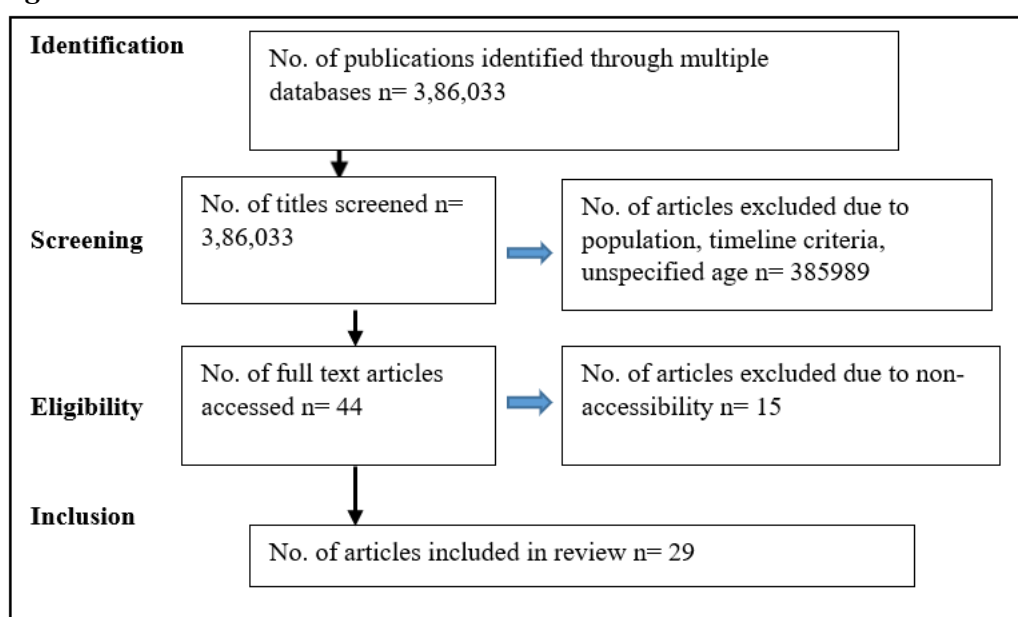 Identification
No. of publications identified through multiple
databases n= 3,86,033
Screening
No. of titles screened n=
3,86,033
No. of articles excluded due to
population, timeline criteria,
unspecified age n= 385989
Eligibility
No. of full text articles
accessed n= 44
No. of articles excluded due to non-
accessibility n= 15
Inclusion
No. of articles included in review n= 29